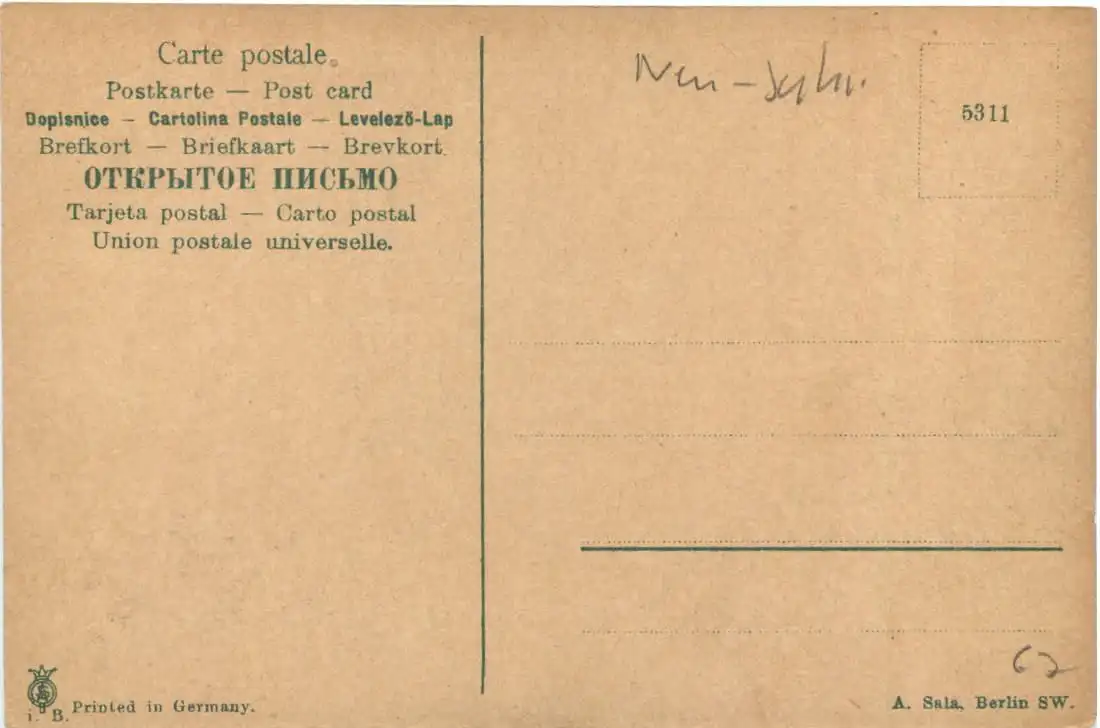 Carte postale.
Postkarte — Post card
Dopisnice — Cartolina Postale — Levelező-Lap
Brefkort — Briefkaart — Brevkort
ОТКРЫТОЕ ПИСЬМО
Tarjeta postal — Carto postal
Union postale universelle.
5311
62
i. B. Printed in Germany.
A. Sala, Berlin SW.